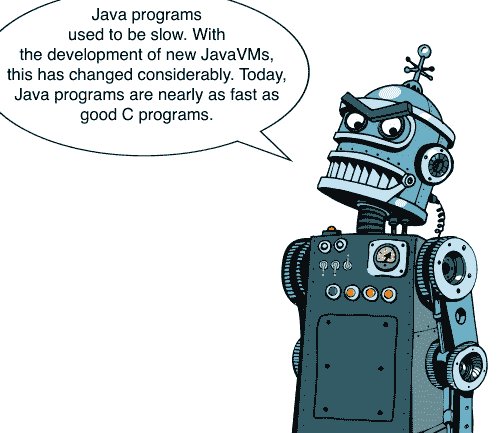 Java programs
used to be slow. With
the development of new JavaVMs,
this has changed considerably. Today,
Java programs are nearly as fast as
good C programs.